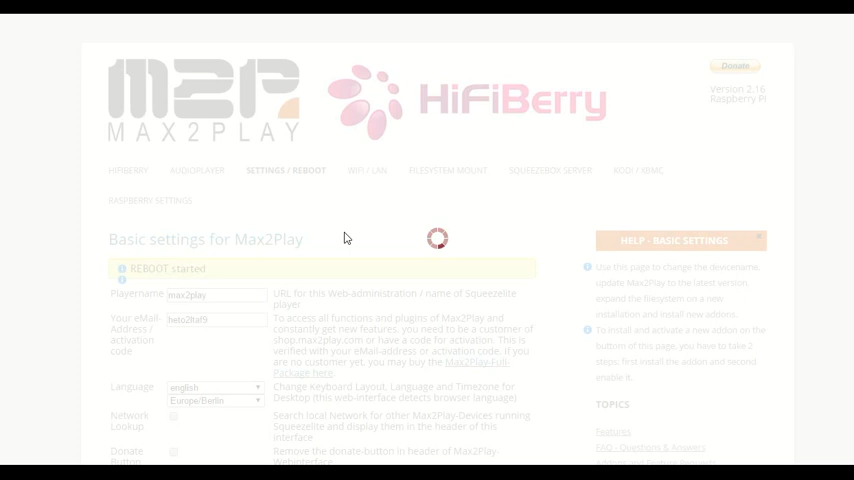 M2P
MAX2PLAY
HiFiBerry
Donate
Version 2.16
Raspberry PI
HIFIBERRY AUDIOPLAYER SETTINGS / REBOOT WIFI / LAN FILESYSTEM MOUNT SQUEEZEBOX SERVER KODI / XBMC
RASPBERRY SETTINGS
Basic settings for Max2Play
REBOOT started
Playername max2play URL for this Web-administration / name of Squeezelite
player
Your eMail-
Address /
activation
code
heto2ltaf9
To access all functions and plugins of Max2Play and
constantly get new features, you need to be a customer of
shop.max2play.com or have a code for activation. This is
verified with your eMail-address or activation code. If you
are no customer yet, you may buy the Max2Play-Full-
Package here.
Language english Change Keyboard Layout, Language and Timezone for
Europe/Berlin Desktop (this web-interface detects browser language)
Network
Lookup
Search local Network for other Max2Play-Devices running
Squeezelite and display them in the header of this
interface
Donate
Button
Remove the donate-button in header of Max2Play-
Webinterface
HELP - BASIC SETTINGS
x
Use this page to change the devicename,
update Max2Play to the latest version,
expand the filesystem on a new
installation and install new addons.
To install and activate a new addon on the
buttom of this page, you have to take 2
steps: first install the addon and second
enable it.
TOPICS
Features
FAQ - Questions & Answers
Addons and Feature Requests